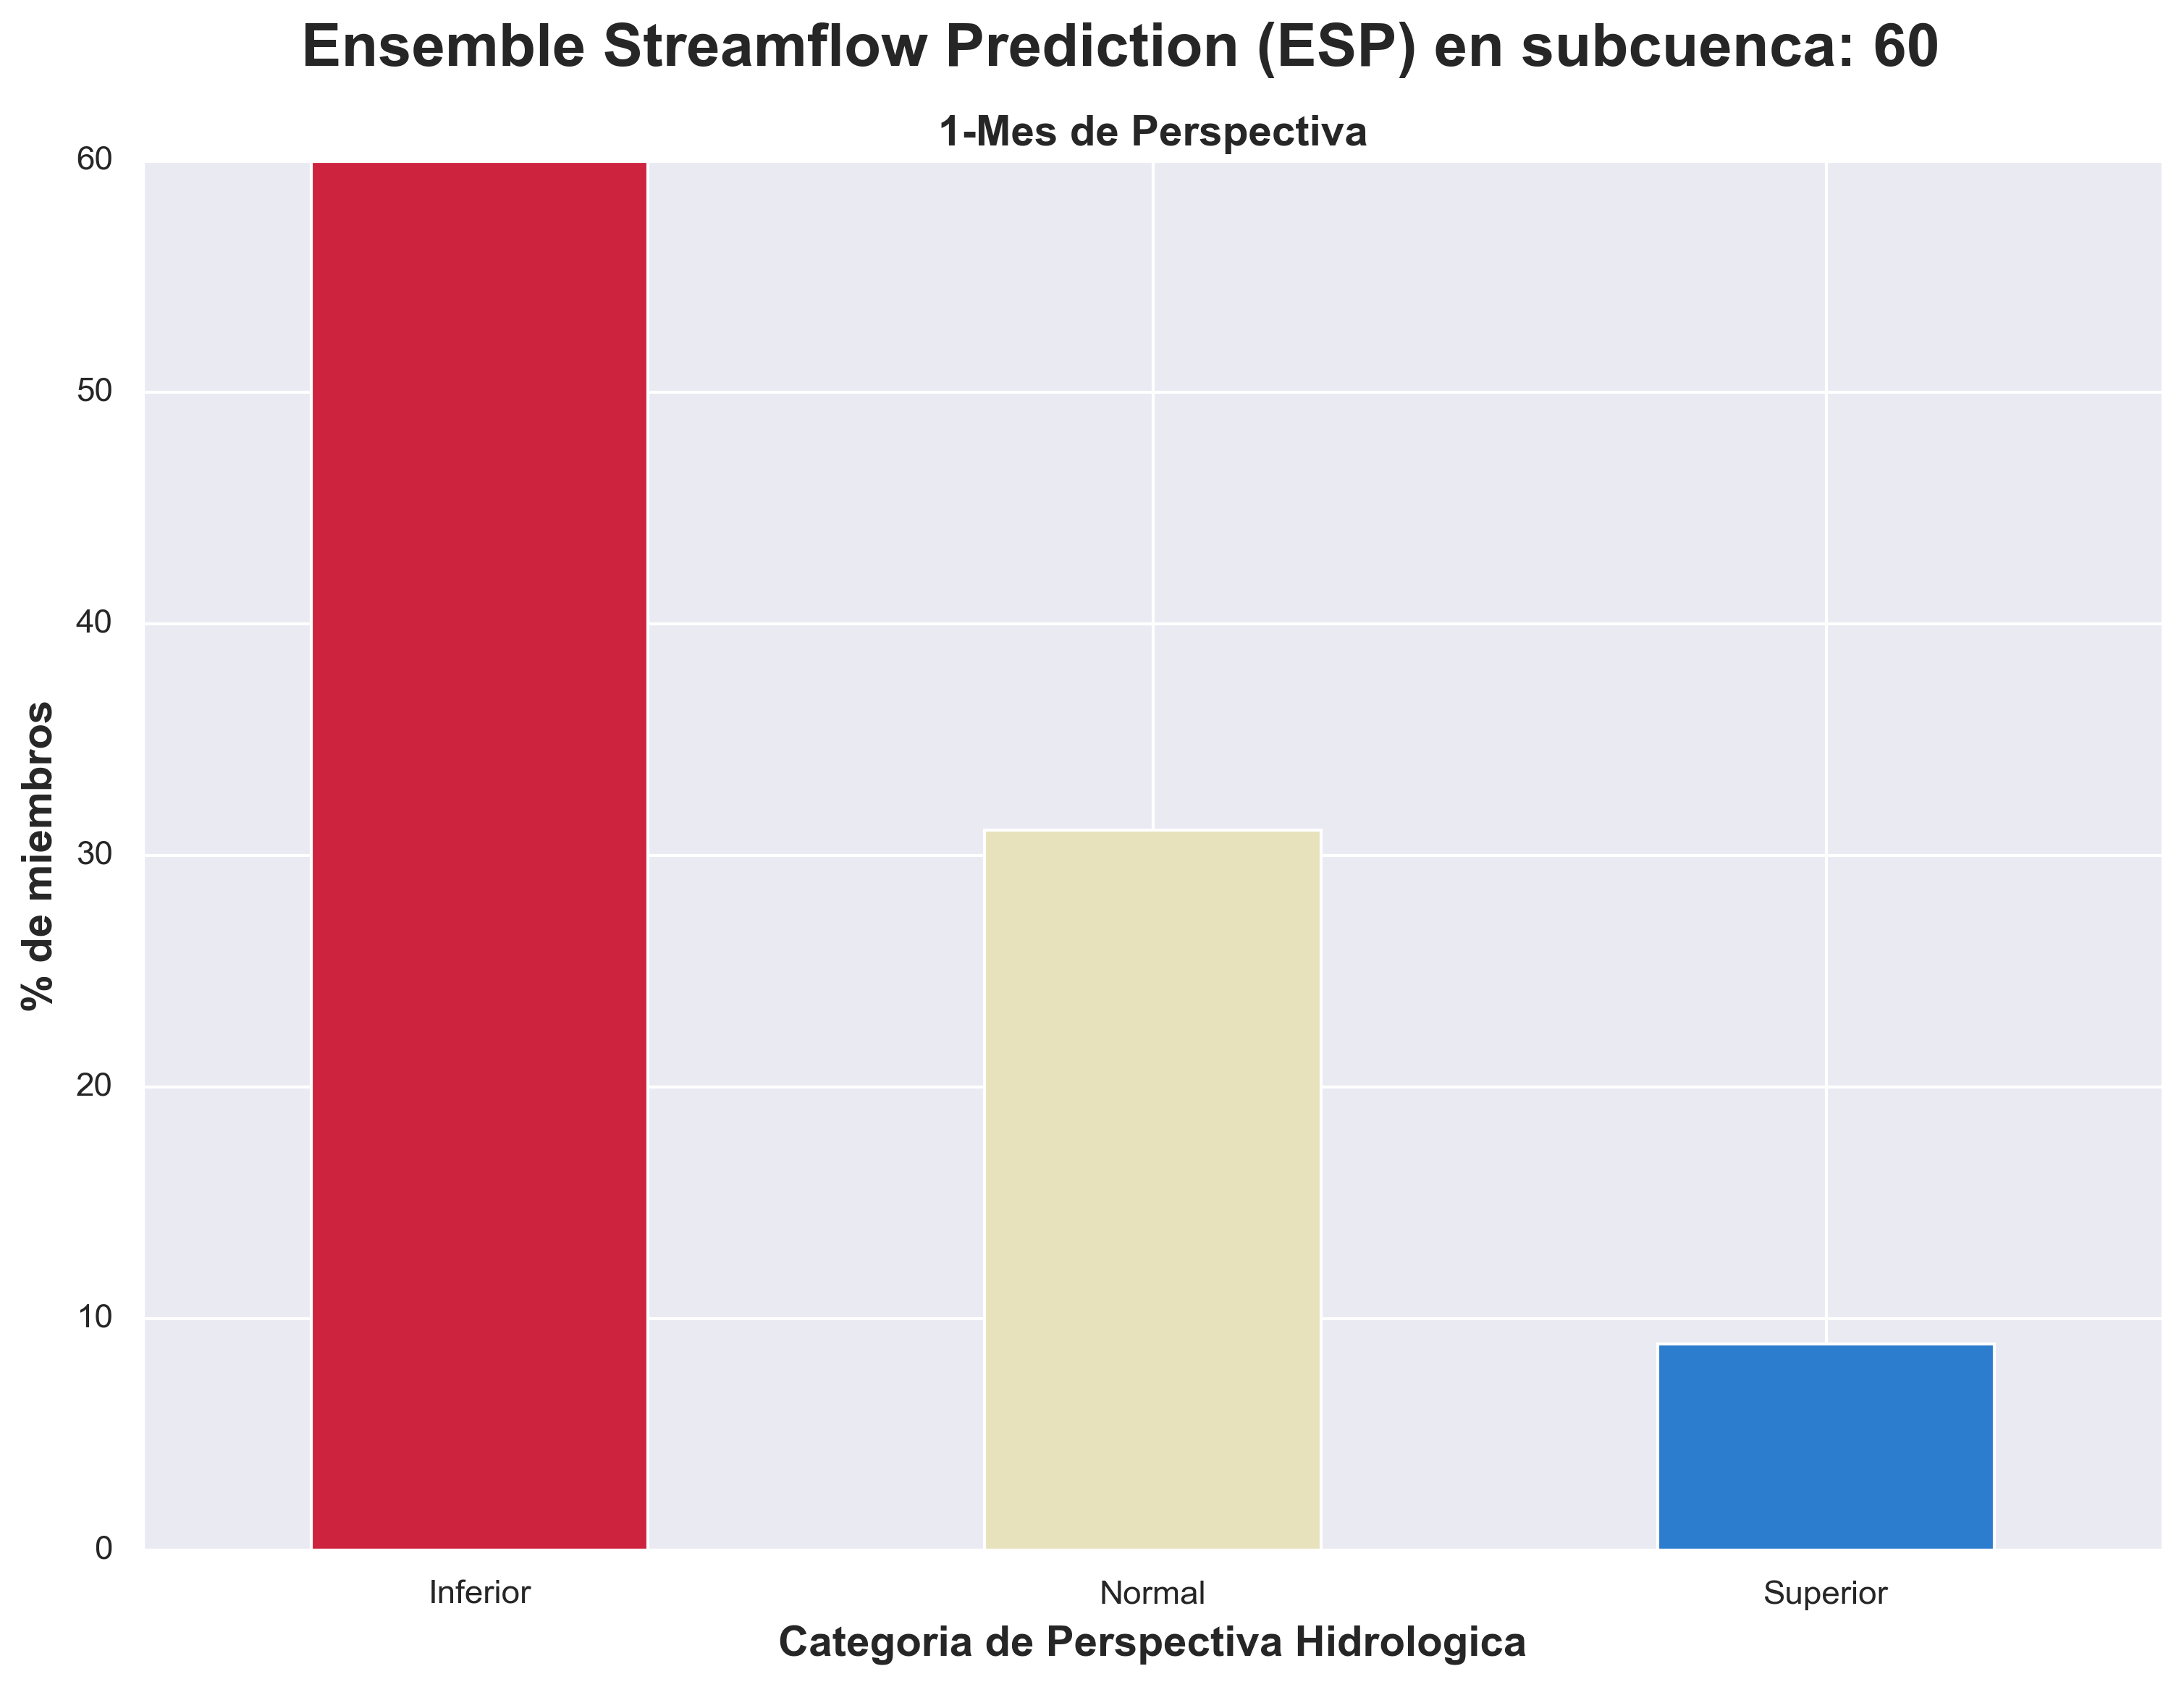 Ensemble Streamflow Prediction (ESP) en subcuenca: 60
1-Mes de Perspectiva
60
50
40
30
20
10
0
% de miembros
Inferior
Normal
Superior
Categoria de Perspectiva Hidrologica